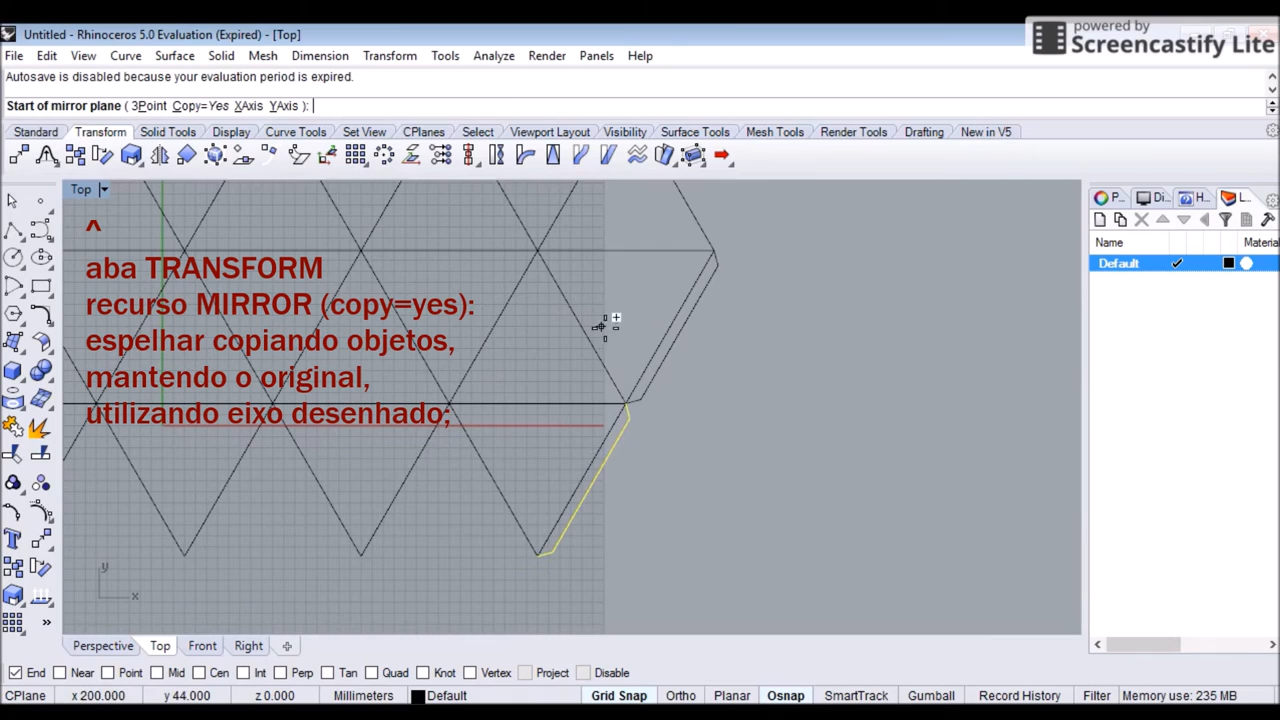 powered by
Screencastify Lite
Untitled - Rhinoceros 5.0 Evaluation (Expired) - [Top]
File Edit View Curve Surface Solid Mesh Dimension Transform Tools Analyze Render Panels Help
Autosave is disabled because your evaluation period is expired.
Start of mirror plane ( 3Point Copy=Yes XAxis YAxis ):
Standard Transform Solid Tools Display Curve Tools Set View CPlanes Select Viewport Layout Visibility Surface Tools Mesh Tools Render Tools Drafting New in V5
Top
P... Di... H... L...
Name Material
Default
^
aba TRANSFORM
recurso MIRROR (copy=yes):
espelhar copiando objetos,
mantendo o original,
utilizando eixo desenhado;
y
x
Perspective Top Front Right
End Near Point Mid Cen Int Perp Tan Quad Knot Vertex Project Disable
CPlane x 200.000 y 44.000 z 0.000 Millimeters Default Grid Snap Ortho Planar Osnap SmartTrack Gumball Record History Filter Memory use: 235 MB